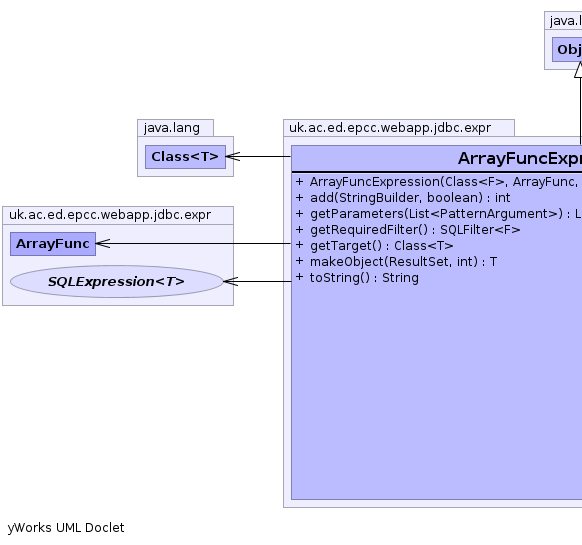 java.l
Obj
java.lang
Class<T>
uk.ac.ed.epcc.webapp.jdbc.expr
ArrayFuncExpr
+ ArrayFuncExpression(Class<F>, ArrayFunc,
+ add(StringBuilder, boolean) : int
+ getParameters(List<PatternArgument>) : L
+ getRequiredFilter() : SQLFilter<F>
+ getTarget() : Class<T>
+ makeObject(ResultSet, int) : T
+ toString() : String
uk.ac.ed.epcc.webapp.jdbc.expr
ArrayFunc
SQLExpression<T>
yWorks UML Doclet